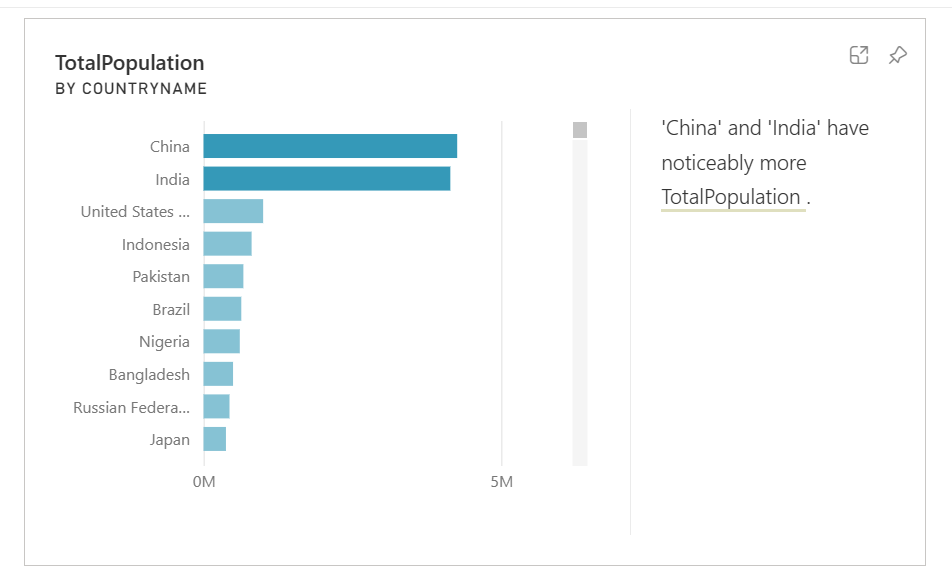 TotalPopulation
BY COUNTRYNAME
China
India
United States ...
Indonesia
Pakistan
Brazil
Nigeria
Bangladesh
Russian Federa...
Japan
0M 5M
'China' and 'India' have
noticeably more
TotalPopulation .